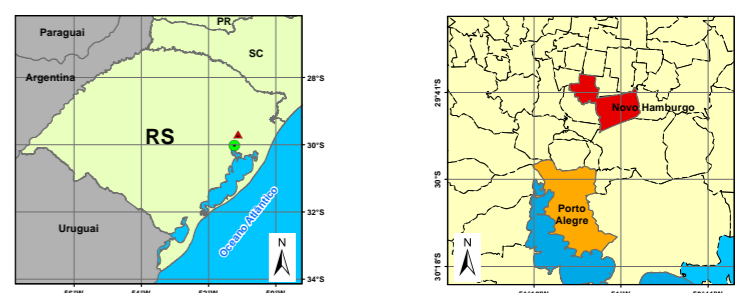 PR
Paraguai
SC
Argentina
28°S
RS
30°S
32°S
Uruguai
Oceano Atlântico
N
34°S
29°41
Novo Hamburgo
30°S
Porto
Alegre
N
30°18'S